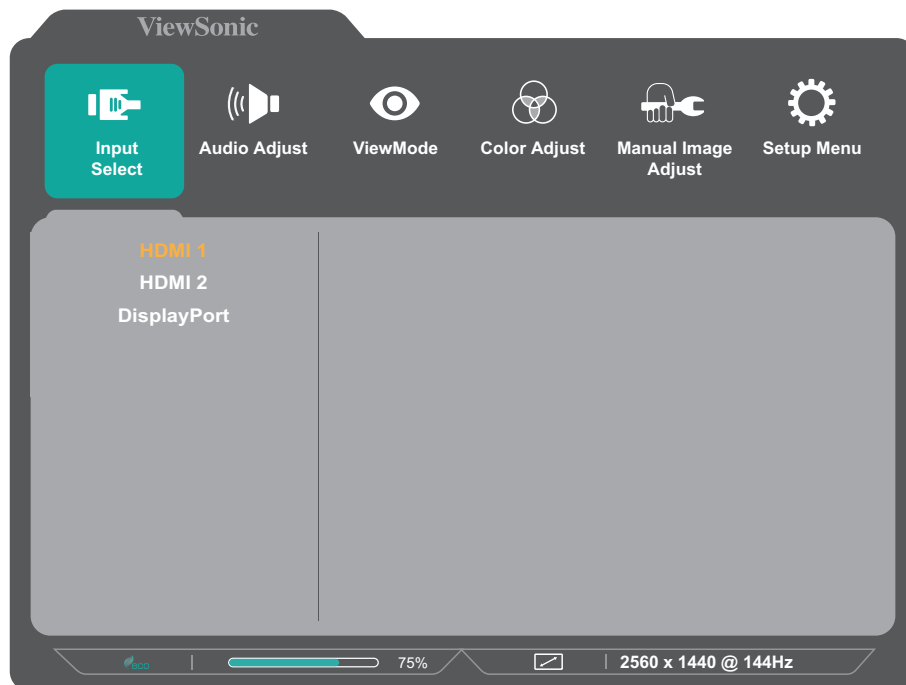 ViewSonic
Input
Select
Audio Adjust
ViewMode
Color Adjust
Manual Image
Adjust
Setup Menu
HDMI 1
HDMI 2
DisplayPort
ECO
75%
2560 x 1440 @ 144Hz